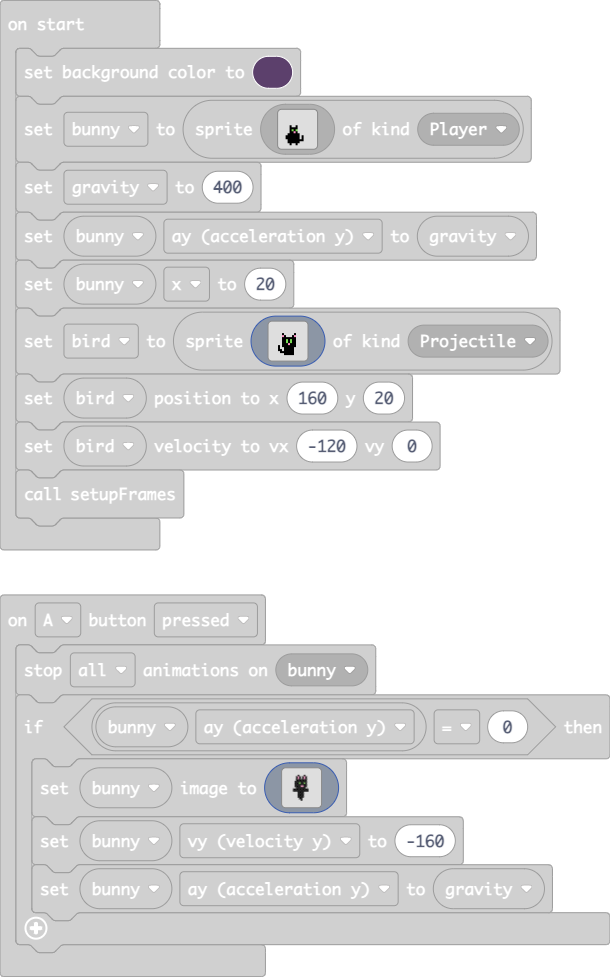 on start
set background color to
set bunny to sprite of kind Player
set gravity to 400
set bunny ay (acceleration y) to gravity
set bunny x to 20
set bird to sprite of kind Projectile
set bird position to x 160 y 20
set bird velocity to vx -120 vy 0
call setupFrames
on A button pressed
stop all animations on bunny
if bunny ay (acceleration y) = 0 then
set bunny image to
set bunny vy (velocity y) to -160
set bunny ay (acceleration y) to gravity